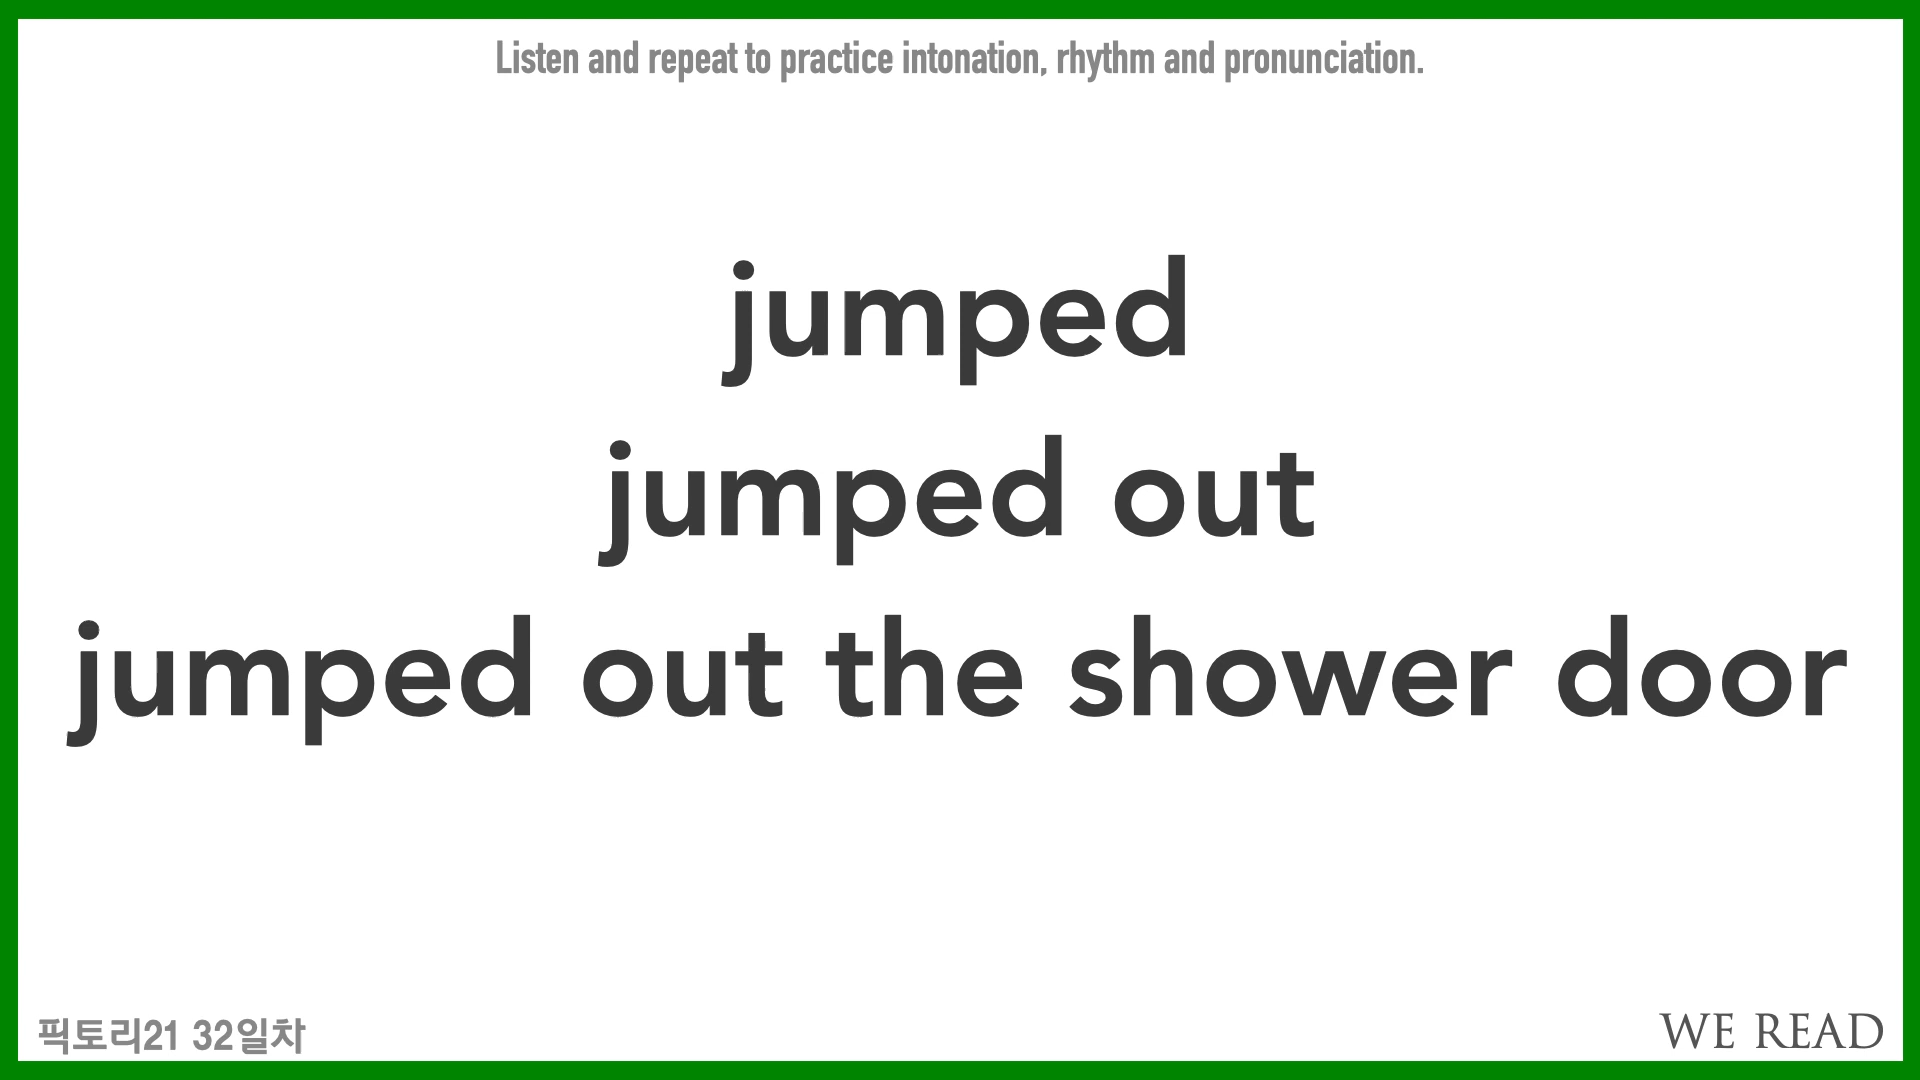 Listen and repeat to practice intonation, rhythm and pronunciation.
jumped
jumped out
jumped out the shower door
픽토리21 32일차
WE READ